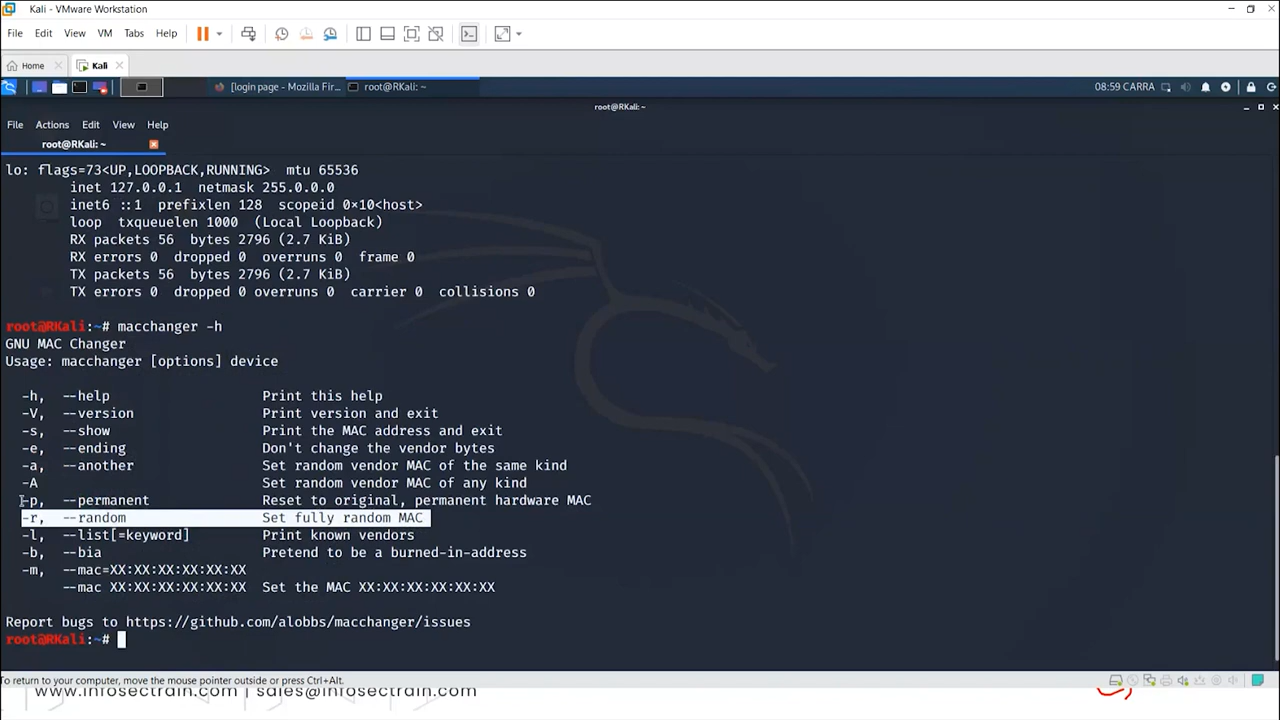 Kali - VMware Workstation
File Edit View VM Tabs Help
Home Kali
[login page - Mozilla Fir... root@RKali: ~ 08:59 CARRA
root@RKali: ~
File Actions Edit View Help
root@RKali: ~
lo: flags=73<UP,LOOPBACK,RUNNING> mtu 65536
inet 127.0.0.1 netmask 255.0.0.0
inet6 ::1 prefixlen 128 scopeid 0×10<host>
loop txqueuelen 1000 (Local Loopback)
RX packets 56 bytes 2796 (2.7 KiB)
RX errors 0 dropped 0 overruns 0 frame 0
TX packets 56 bytes 2796 (2.7 KiB)
TX errors 0 dropped 0 overruns 0 carrier 0 collisions 0
root@RKali:~# macchanger -h
GNU MAC Changer
Usage: macchanger [options] device
-h, --help Print this help
-V, --version Print version and exit
-s, --show Print the MAC address and exit
-e, --ending Don't change the vendor bytes
-a, --another Set random vendor MAC of the same kind
-A Set random vendor MAC of any kind
-p, --permanent Reset to original, permanent hardware MAC
-r, --random Set fully random MAC
-l, --list[=keyword] Print known vendors
-b, --bia Pretend to be a burned-in-address
-m, --mac=XX:XX:XX:XX:XX:XX
--mac XX:XX:XX:XX:XX:XX Set the MAC XX:XX:XX:XX:XX:XX
Report bugs to https://github.com/alobbs/macchanger/issues
root@RKali:~#
To return to your computer, move the mouse pointer outside or press Ctrl+Alt.
www.infosectrain.com | sales@infosectrain.com